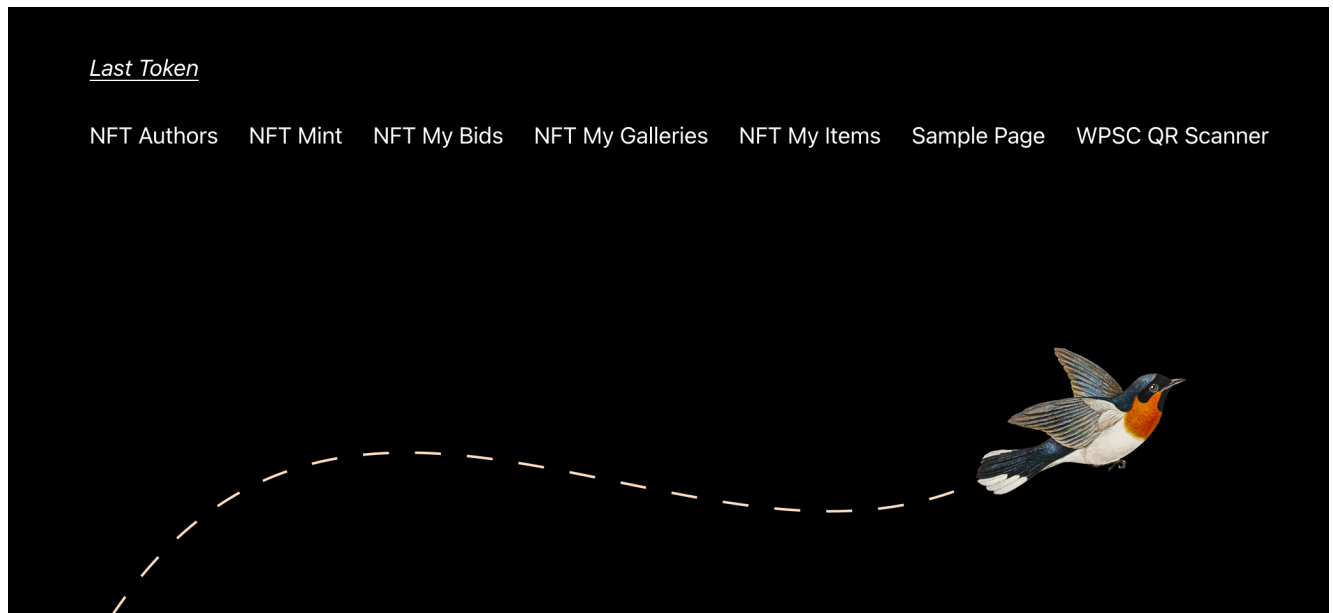 Last Token
NFT Authors NFT Mint NFT My Bids NFT My Galleries NFT My Items Sample Page WPSC QR Scanner